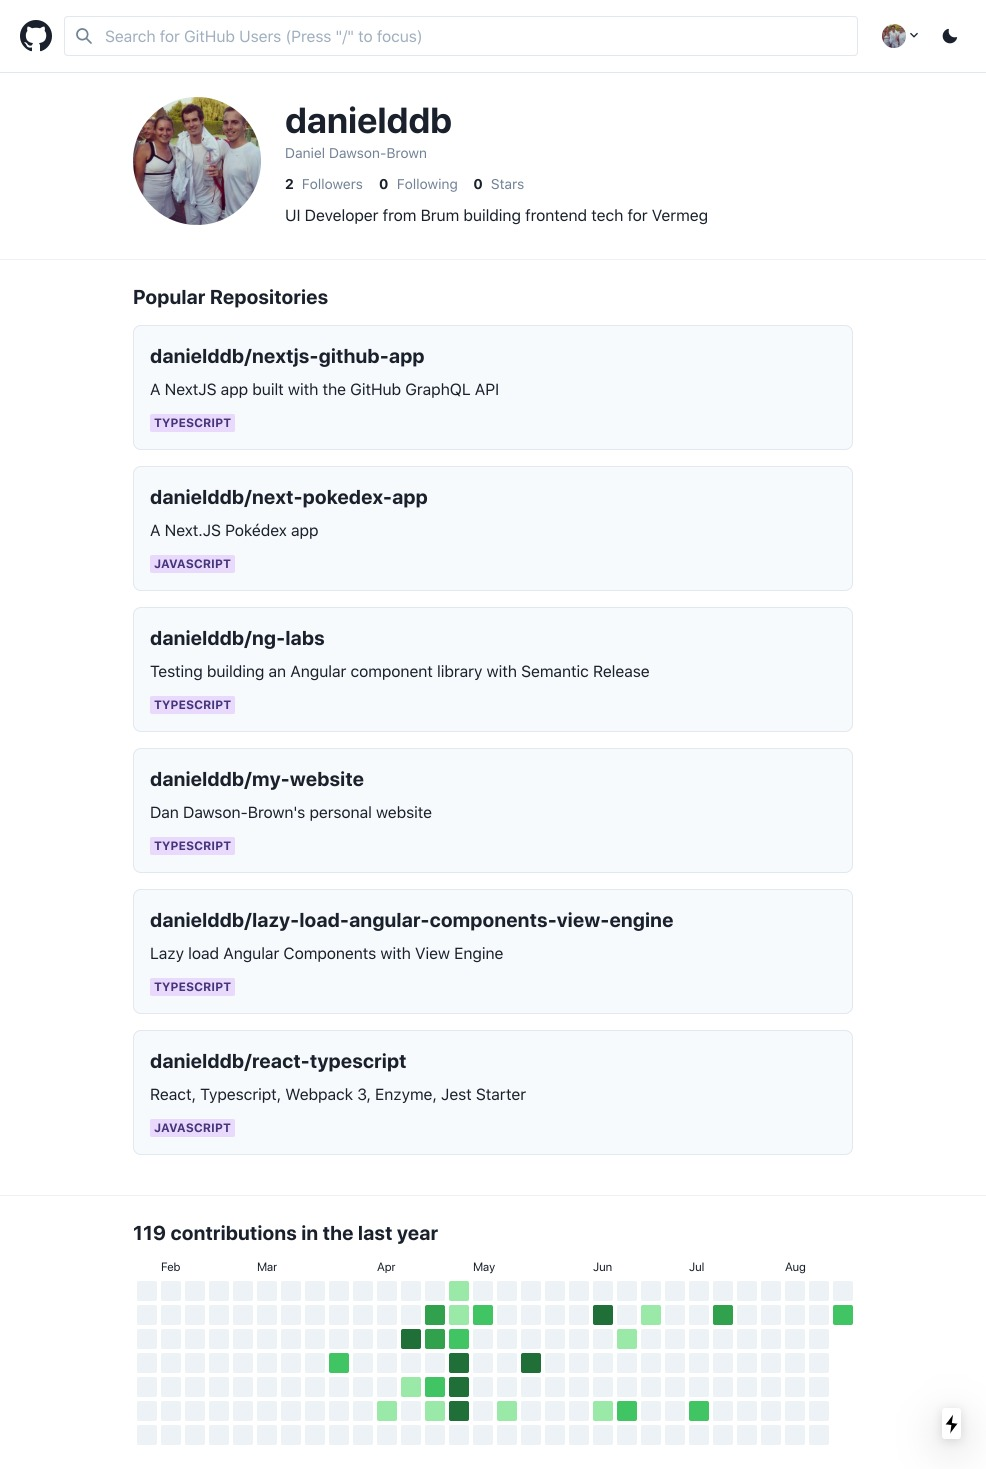 Search for GitHub Users (Press "/" to focus)
danielddb
Daniel Dawson-Brown
2 Followers 0 Following 0 Stars
UI Developer from Brum building frontend tech for Vermeg
Popular Repositories
danielddb/nextjs-github-app
A NextJS app built with the GitHub GraphQL API
TYPESCRIPT
danielddb/next-pokedex-app
A Next.JS Pokédex app
JAVASCRIPT
danielddb/ng-labs
Testing building an Angular component library with Semantic Release
TYPESCRIPT
danielddb/my-website
Dan Dawson-Brown's personal website
TYPESCRIPT
danielddb/lazy-load-angular-components-view-engine
Lazy load Angular Components with View Engine
TYPESCRIPT
danielddb/react-typescript
React, Typescript, Webpack 3, Enzyme, Jest Starter
JAVASCRIPT
119 contributions in the last year
Feb Mar Apr May Jun Jul Aug